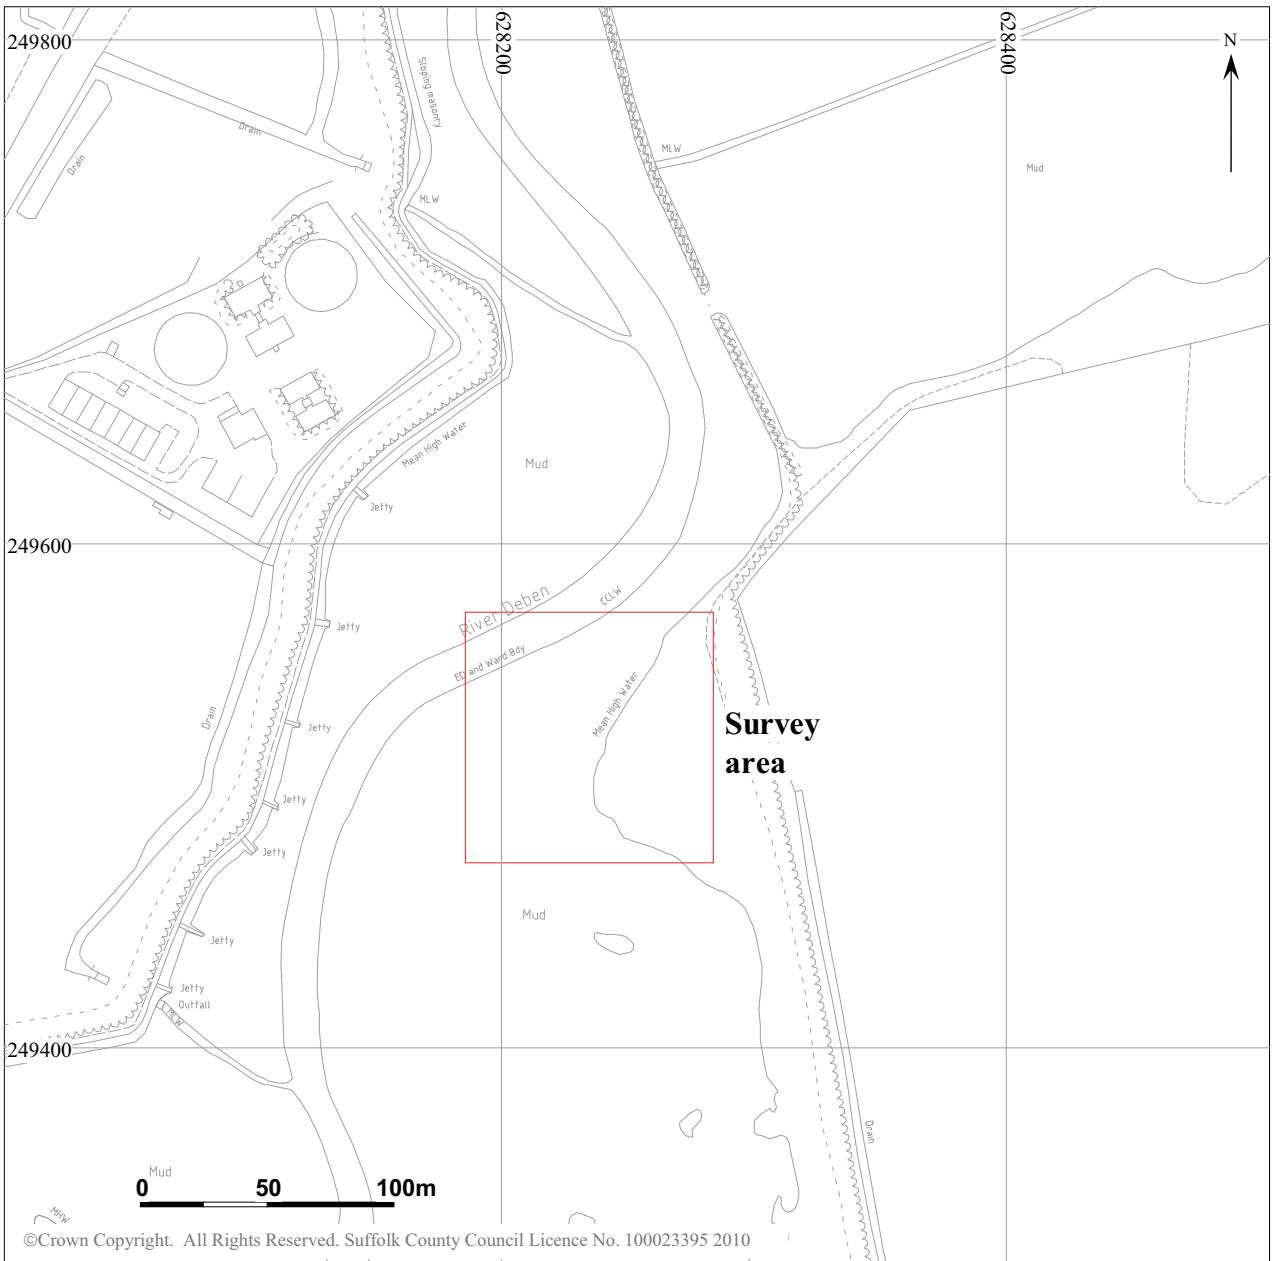 249800
628200
628400
N
Sloping masonry
Drain
Drain
MLW
Mud
MLW
Mean High Water
Mud
Jetty
249600
River Deben
CCLW
Jetty
ED and Ward Bdy
Mean High Water
Drain
Jetty
Survey
area
Jetty
Jetty
Mud
Jetty
Jetty
Outfall
MLW
249400
Drain
Mud
0 50 100m
MHW
©Crown Copyright. All Rights Reserved. Suffolk County Council Licence No. 100023395 2010